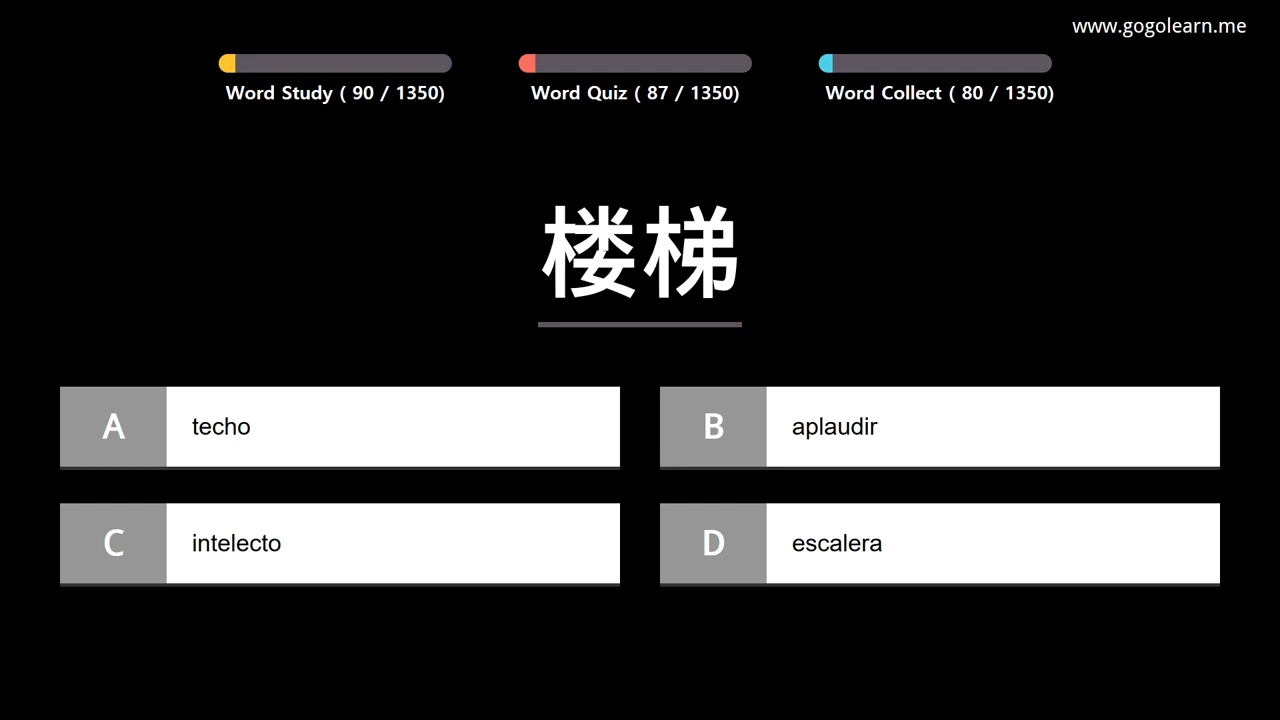 www.gogolearn.me
Word Study ( 90 / 1350)
Word Quiz ( 87 / 1350)
Word Collect ( 80 / 1350)
楼梯
A techo
B aplaudir
C intelecto
D escalera